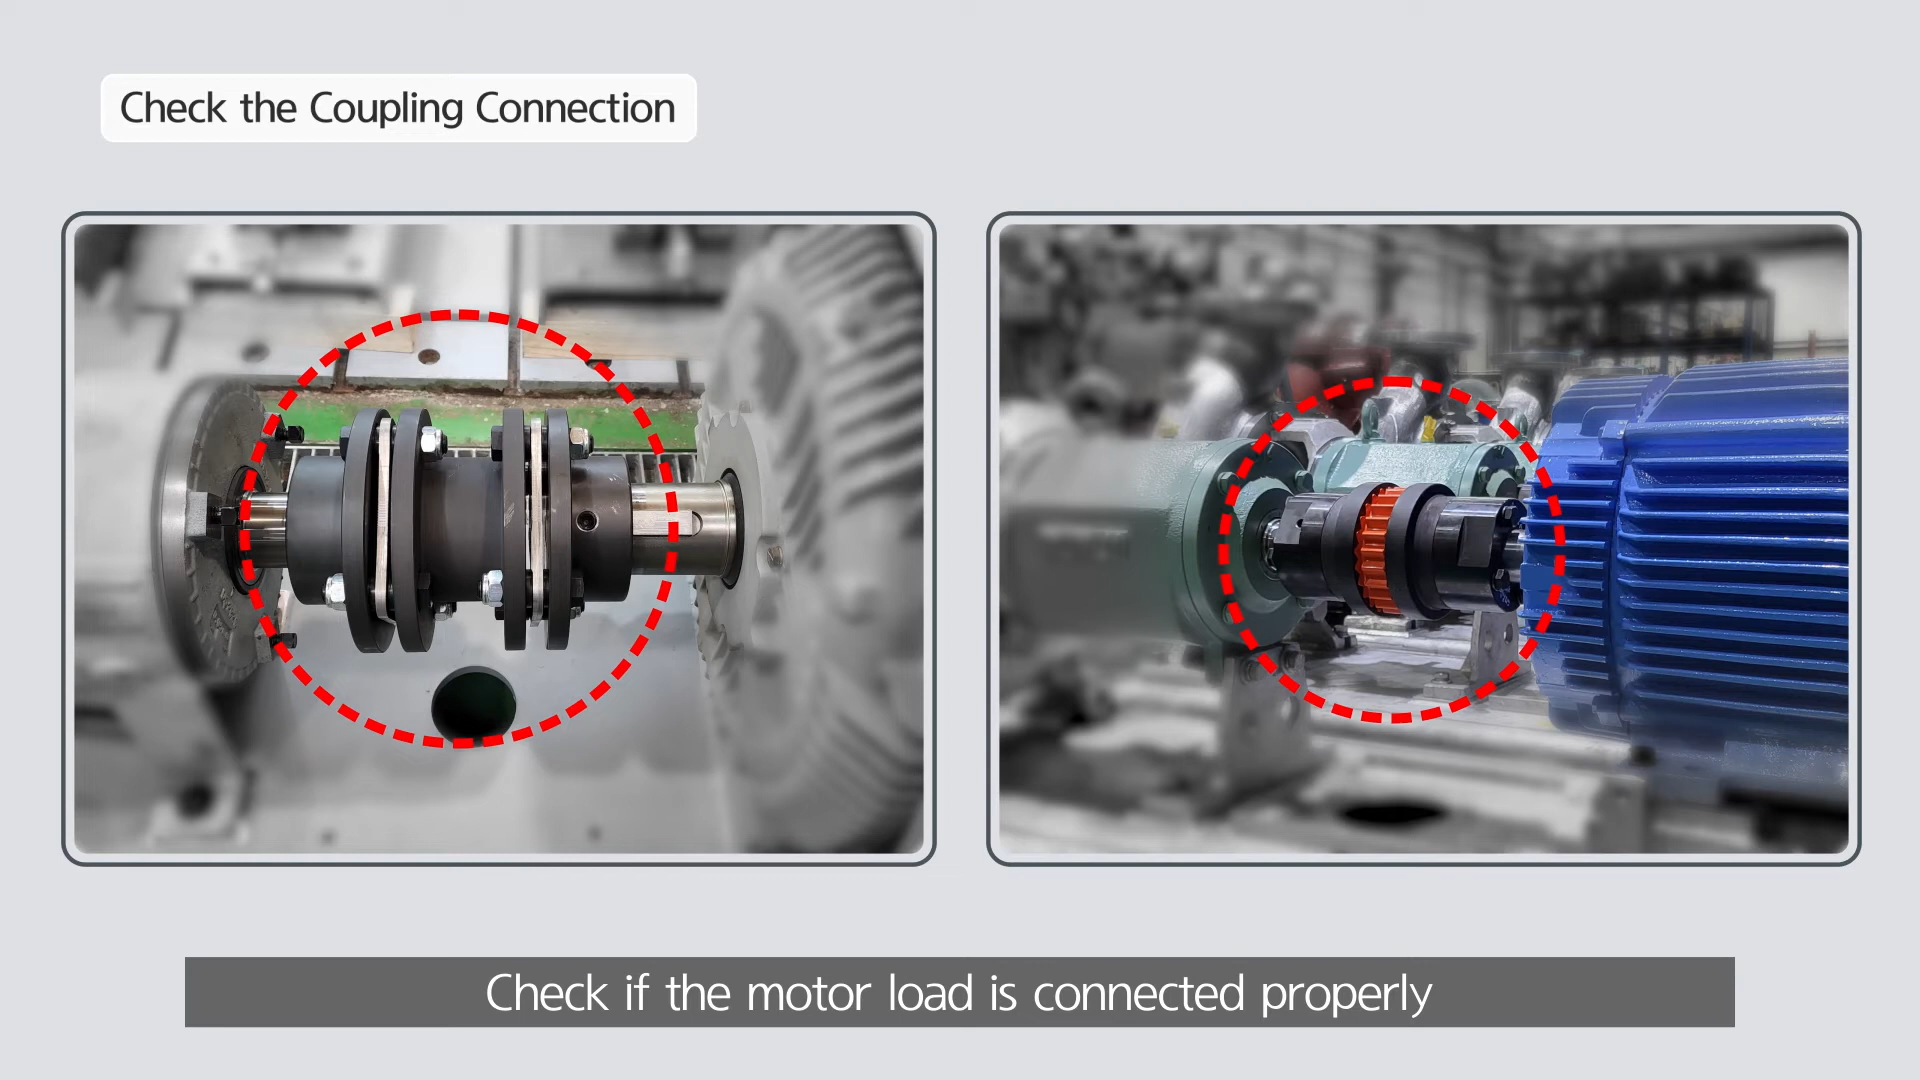 Check the Coupling Connection
Check if the motor load is connected properly